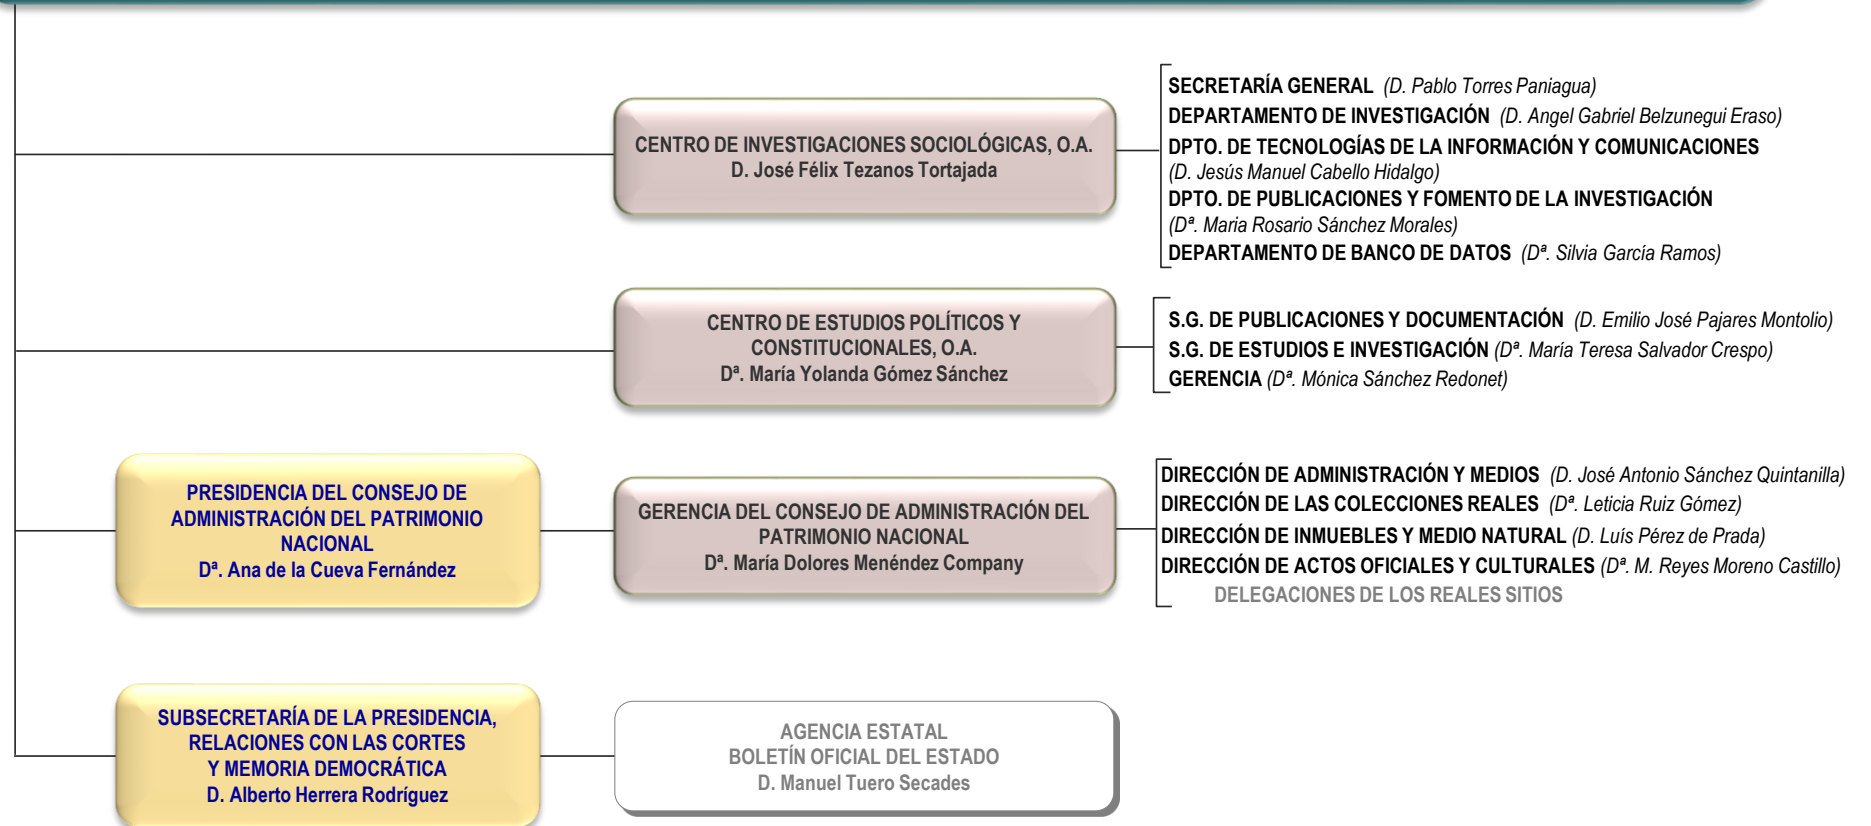 SECRETARÍA GENERAL (D. Pablo Torres Paniagua)
DEPARTAMENTO DE INVESTIGACIÓN (D. Angel Gabriel Belzunegui Eraso)
DPTO. DE TECNOLOGÍAS DE LA INFORMACIÓN Y COMUNICACIONES
(D. Jesús Manuel Cabello Hidalgo)
DPTO. DE PUBLICACIONES Y FOMENTO DE LA INVESTIGACIÓN
(Dª. Maria Rosario Sánchez Morales)
DEPARTAMENTO DE BANCO DE DATOS (Dª. Silvia García Ramos)
CENTRO DE INVESTIGACIONES SOCIOLÓGICAS, O.A.
D. José Félix Tezanos Tortajada
CENTRO DE ESTUDIOS POLÍTICOS Y
CONSTITUCIONALES, O.A.
Dª. María Yolanda Gómez Sánchez
S.G. DE PUBLICACIONES Y DOCUMENTACIÓN (D. Emilio José Pajares Montolio)
S.G. DE ESTUDIOS E INVESTIGACIÓN (Dª. María Teresa Salvador Crespo)
GERENCIA (Dª. Mónica Sánchez Redonet)
PRESIDENCIA DEL CONSEJO DE
ADMINISTRACIÓN DEL PATRIMONIO
NACIONAL
Dª. Ana de la Cueva Fernández
GERENCIA DEL CONSEJO DE ADMINISTRACIÓN DEL
PATRIMONIO NACIONAL
Dª. María Dolores Menéndez Company
DIRECCIÓN DE ADMINISTRACIÓN Y MEDIOS (D. José Antonio Sánchez Quintanilla)
DIRECCIÓN DE LAS COLECCIONES REALES (Dª. Leticia Ruiz Gómez)
DIRECCIÓN DE INMUEBLES Y MEDIO NATURAL (D. Luís Pérez de Prada)
DIRECCIÓN DE ACTOS OFICIALES Y CULTURALES (Dª. M. Reyes Moreno Castillo)
DELEGACIONES DE LOS REALES SITIOS
SUBSECRETARÍA DE LA PRESIDENCIA,
RELACIONES CON LAS CORTES
Y MEMORIA DEMOCRÁTICA
D. Alberto Herrera Rodríguez
AGENCIA ESTATAL
BOLETÍN OFICIAL DEL ESTADO
D. Manuel Tuero Secades